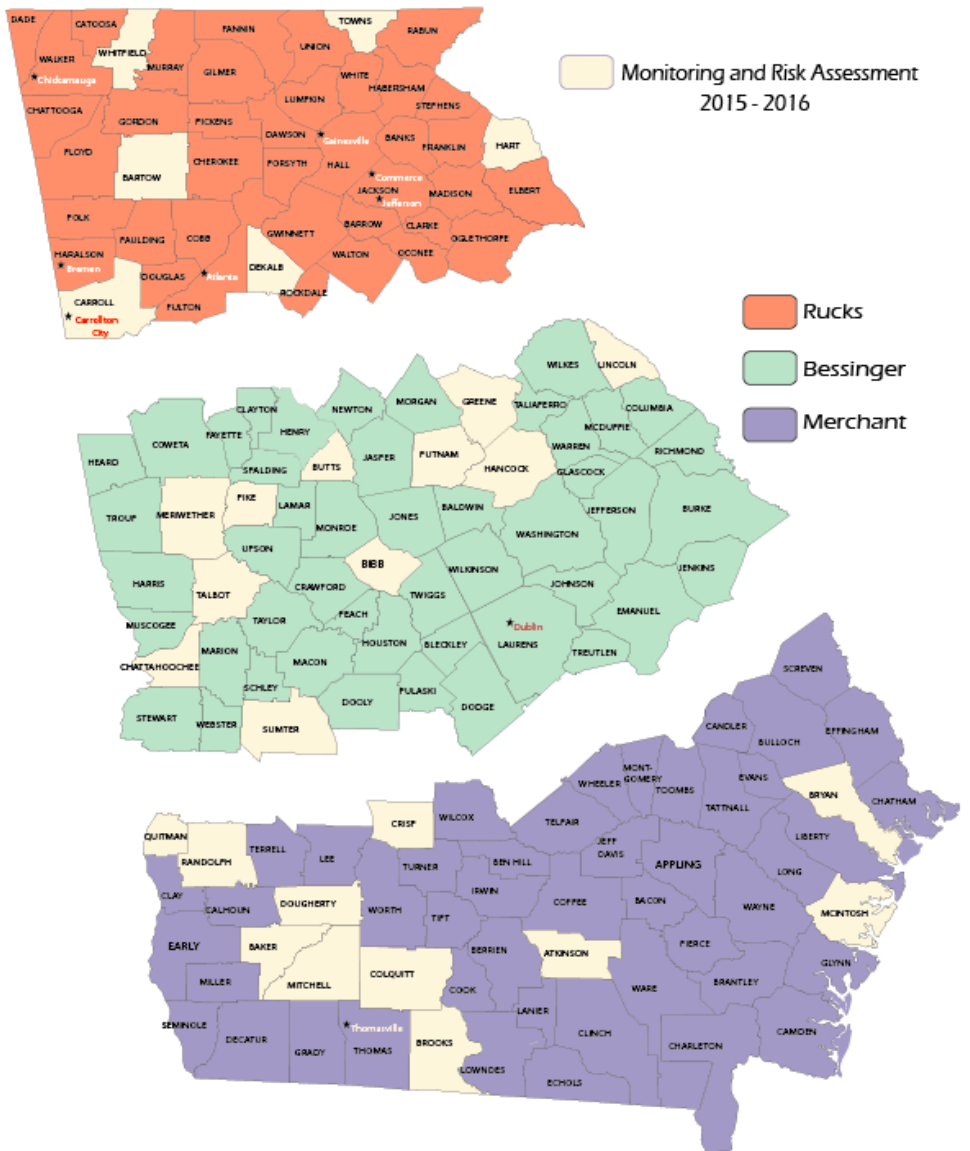 DADE
CATOOSA
WHITFIELD
FANNIN
TOWNS
UNION
RABUN
WALKER
Chickamauga
MURRAY
GILMER
WHITE
HABERSHAM
LUMPKIN
STEPHENS
CHATTOOGA
GORDON
PICKENS
DAWSON
Gainesville
BANKS
FRANKLIN
HART
FLOYD
BARTOW
CHEROKEE
FORSYTH
HALL
Commerce
JACKSON
Jefferson
MADISON
ELBERT
POLK
PAULDING
COBB
GWINNETT
BARROW
CLARKE
OGLETHORPE
HARALSON
Bremen
DOUGLAS
Atlanta
DEKALB
WALTON
OCONEE
CARROLL
Carrollton
City
FULTON
ROCKDALE
Monitoring and Risk Assessment
2015 - 2016
Rucks
Bessinger
Merchant
WILKES
LINCOLN
CLAYTON
NEWTON
MORGAN
GREENE
TALIAFERRO
COLUMBIA
COWETA
FAYETTE
HENRY
MCDUFFIE
HEARD
SPALDING
BUTTS
JASPER
PUTNAM
HANCOCK
WARREN
RICHMOND
GLASCOCK
TROUP
MERIWETHER
PIKE
LAMAR
MONROE
JONES
BALDWIN
WASHINGTON
JEFFERSON
BURKE
UPSON
BIBB
WILKINSON
JENKINS
HARRIS
TALBOT
CRAWFORD
TWIGGS
JOHNSON
EMANUEL
MUSCOGEE
TAYLOR
PEACH
Dublin
CHATTAHOOCHEE
MARION
MACON
HOUSTON
BLECKLEY
LAURENS
TREUTLEN
STEWART
WEBSTER
SCHLEY
SUMTER
DOOLY
PULASKI
DODGE
SCREVEN
CANDLER
BULLOCH
EFFINGHAM
WHEELER
MONT-
GOMERY
TOOMBS
EVANS
TATTNALL
BRYAN
CHATHAM
QUITMAN
RANDOLPH
TERRELL
LEE
CRISP
WILCOX
TELFAIR
JEFF
DAVIS
APPLING
LIBERTY
LONG
CLAY
CALHOUN
DOUGHERTY
WORTH
TURNER
BEN HILL
IRWIN
TIFT
COFFEE
BACON
WAYNE
MCINTOSH
EARLY
BAKER
MITCHELL
COLQUITT
BERRIEN
ATKINSON
PIERCE
GLYNN
MILLER
COOK
WARE
BRANTLEY
SEMINOLE
DECATUR
GRADY
Thomasville
THOMAS
BROOKS
LANIER
CLINCH
CHARLETON
CAMDEN
LOWNDES
ECHOLS